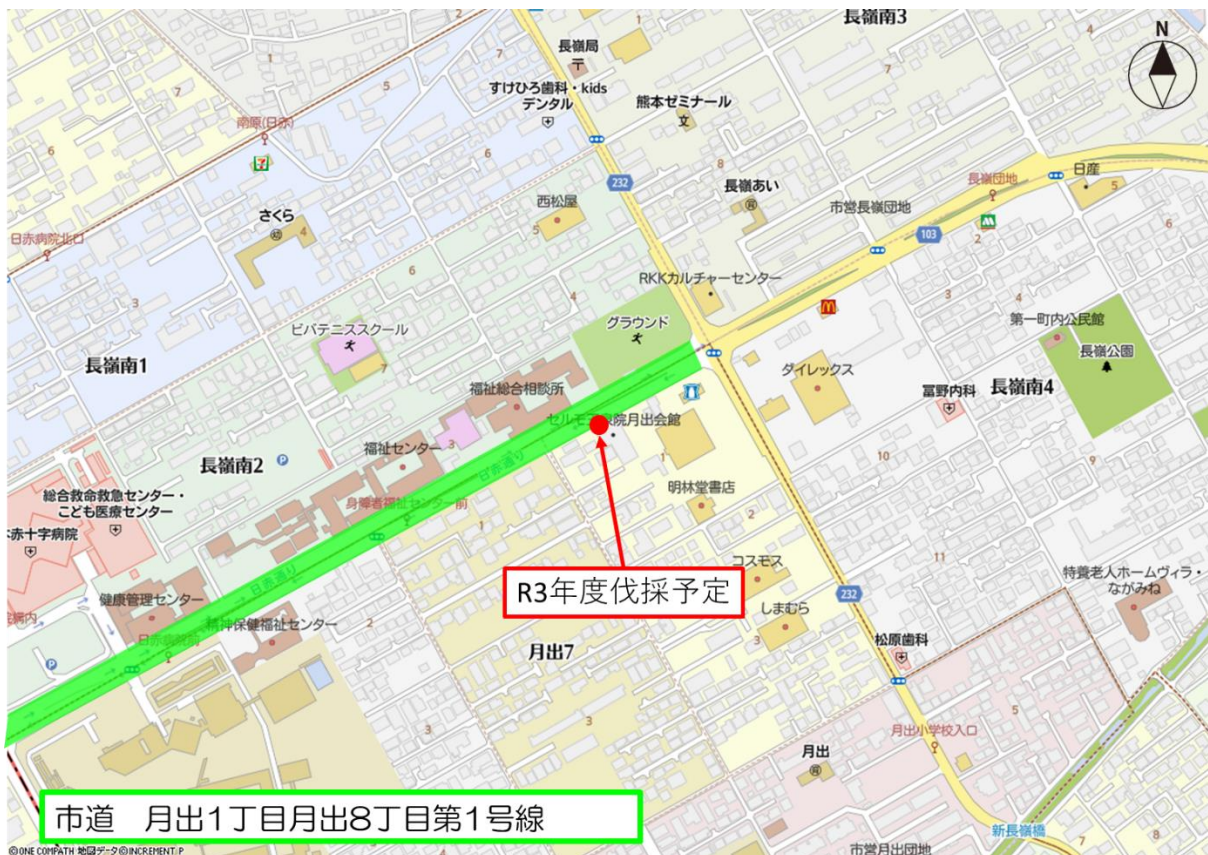 長嶺南3
N
長嶺局
すけひろ歯科・kids
デンタル
熊本ゼミナール
文
南原(日赤)
232
長嶺あい
長嶺団地
日産
西松屋
市営長嶺団地
さくら
103
日赤病院北口
RKKカルチャーセンター
グラウンド
第一町内公民館
ビバテニススクール
長嶺公園
長嶺南1
ダイレックス
福祉総合相談所
冨野内科
長嶺南4
セルモ
月出会館
福祉センター
長嶺南2
日赤通り
明林堂書店
総合救命救急センター・
こども医療センター
身障者福祉センター前
赤十字病院
コスモス
R3年度伐採予定
特養老人ホームヴィラ・
ながみね
日赤通り
健康管理センター
しまむら
232
構内
精神保健福祉センター
日赤病院前
月出7
松原歯科
月出小学校入口
月出
市道 月出1丁目月出8丁目第1号線
新長嶺橋
市営月出団地
©ONE COMPATH 地図データ©INCREMENT P